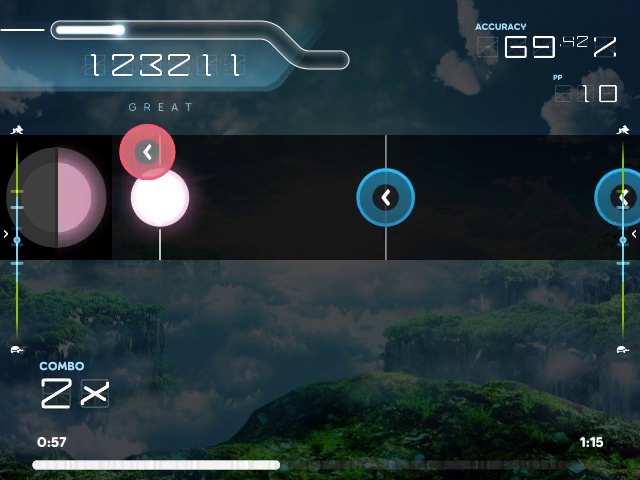 123211
GREAT
ACCURACY
69.42%
PP
10
COMBO
2x
0:57
1:15